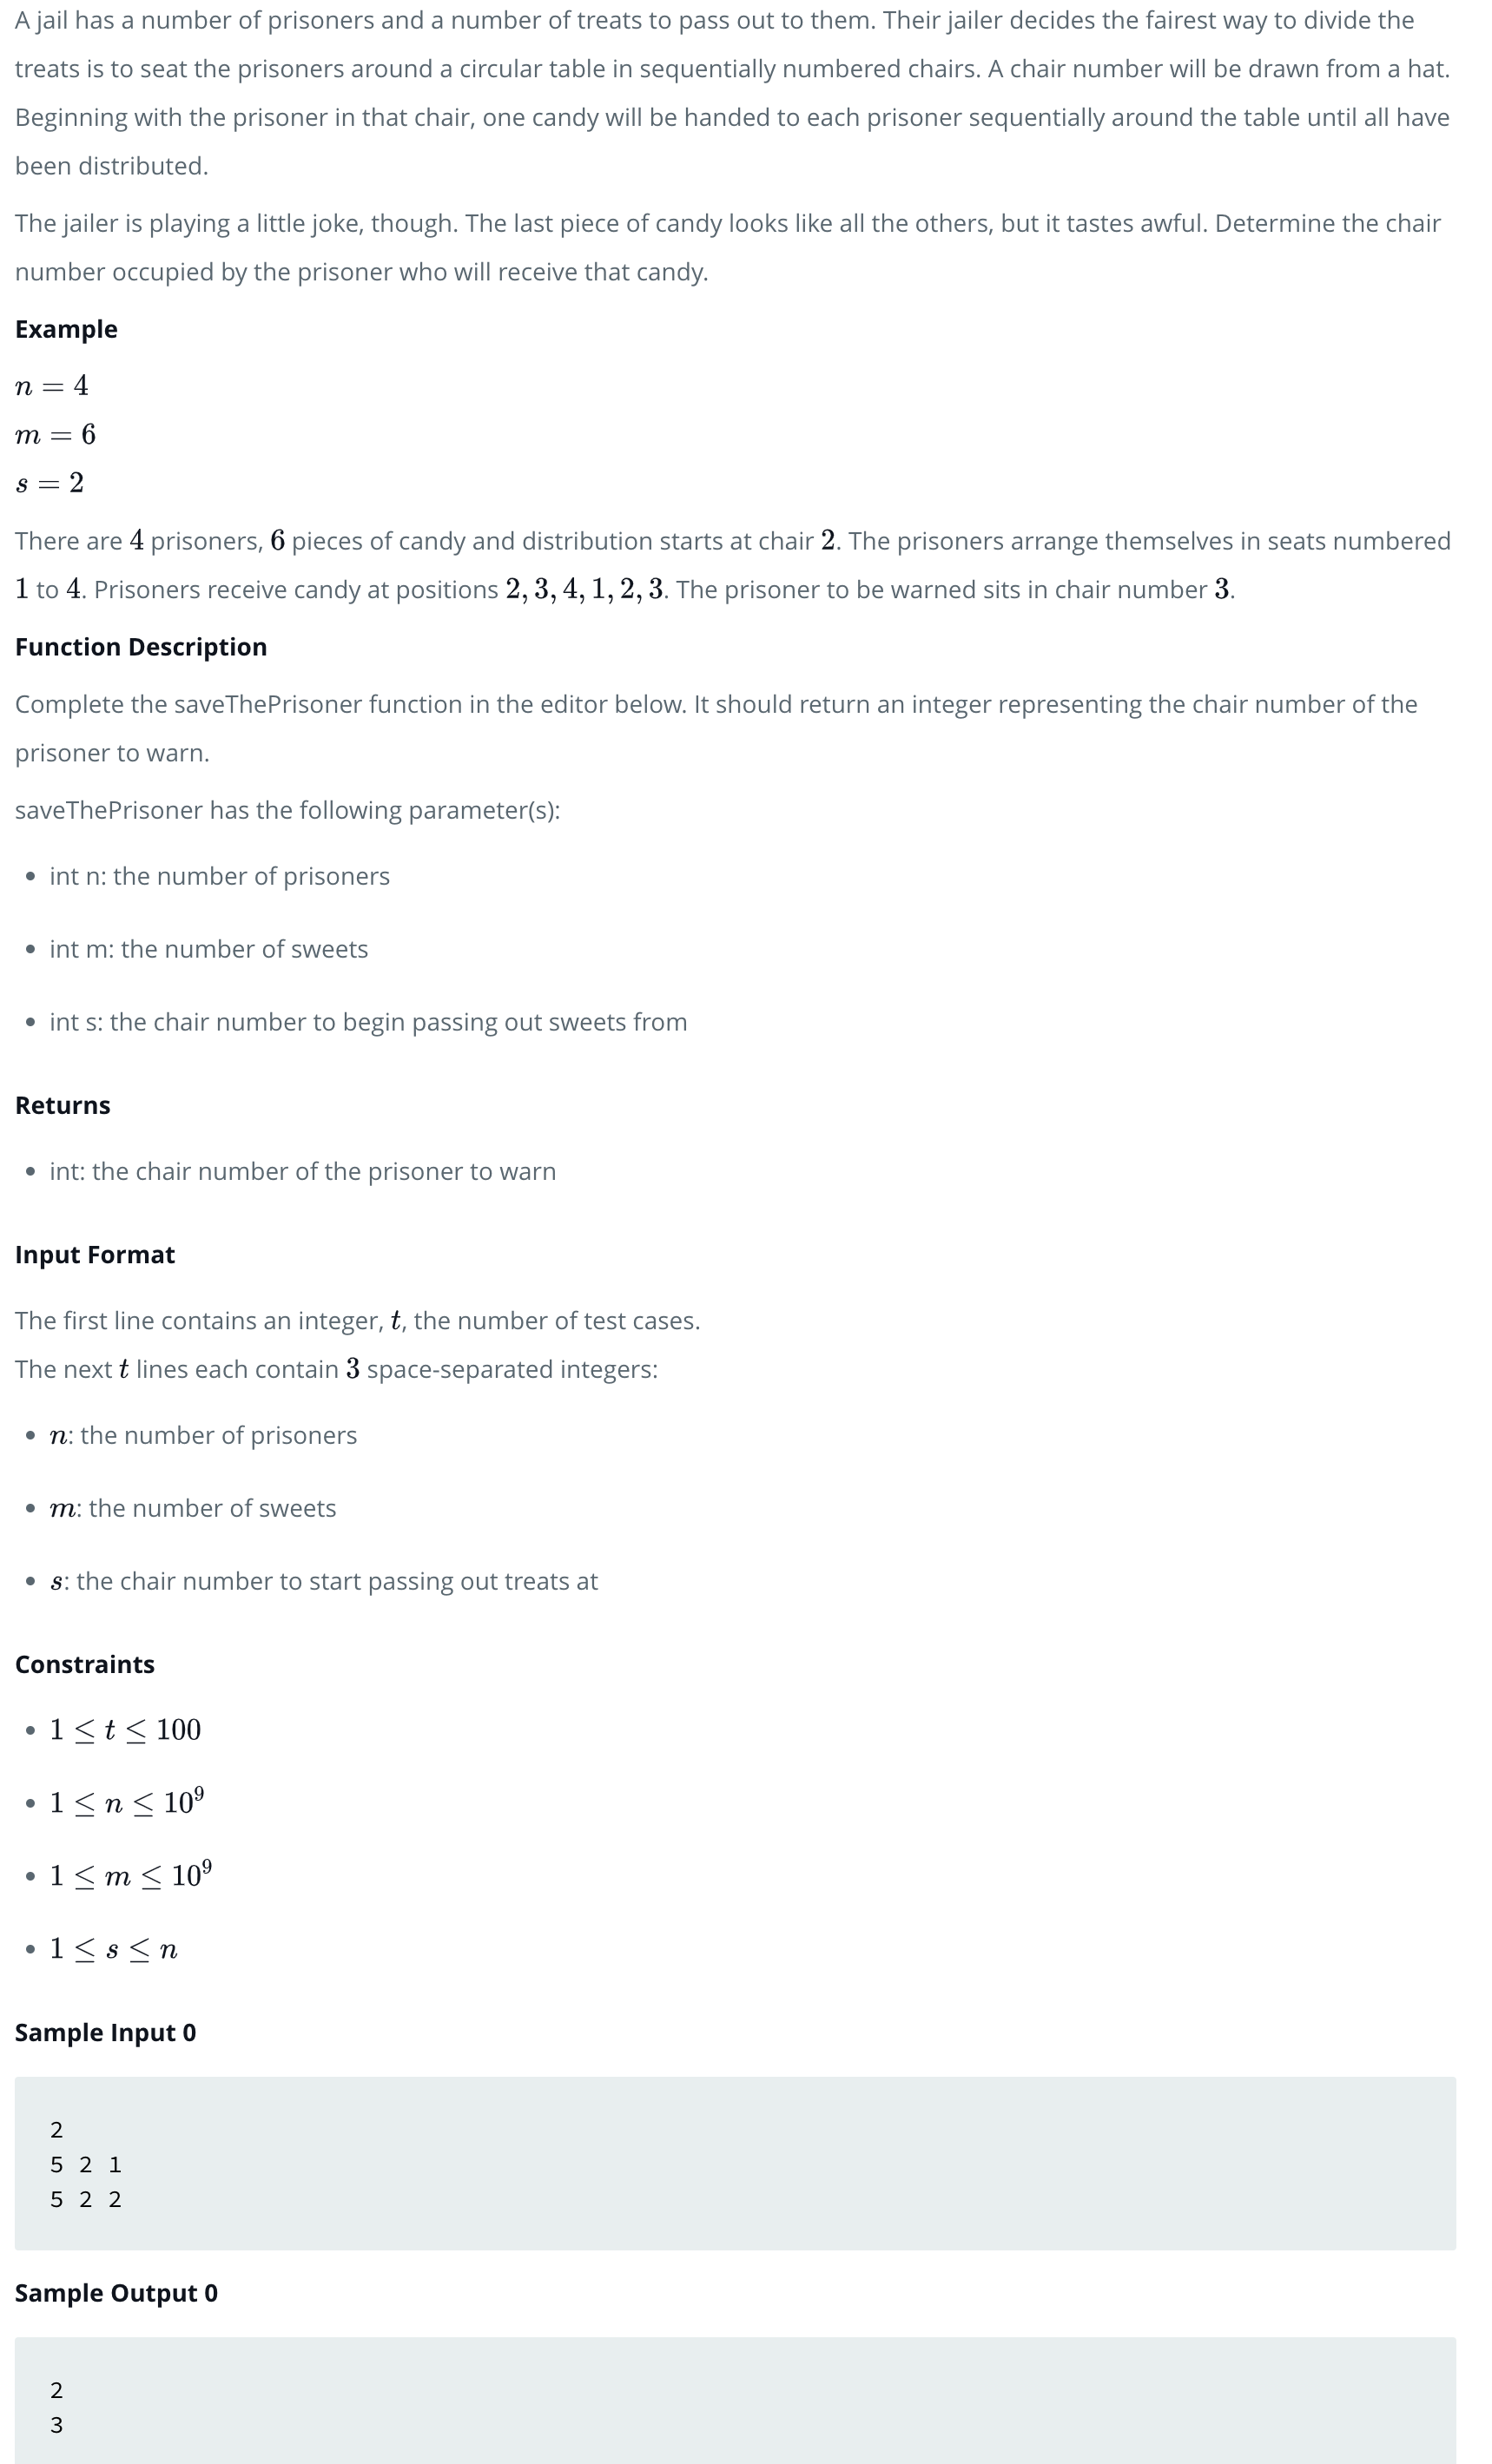 A jail has a number of prisoners and a number of treats to pass out to them. Their jailer decides the fairest way to divide the
treats is to seat the prisoners around a circular table in sequentially numbered chairs. A chair number will be drawn from a hat.
Beginning with the prisoner in that chair, one candy will be handed to each prisoner sequentially around the table until all have
been distributed.
The jailer is playing a little joke, though. The last piece of candy looks like all the others, but it tastes awful. Determine the chair
number occupied by the prisoner who will receive that candy.
Example
n = 4
m = 6
s = 2
There are 4 prisoners, 6 pieces of candy and distribution starts at chair 2. The prisoners arrange themselves in seats numbered
1 to 4. Prisoners receive candy at positions 2, 3, 4, 1, 2, 3. The prisoner to be warned sits in chair number 3.
Function Description
Complete the saveThePrisoner function in the editor below. It should return an integer representing the chair number of the
prisoner to warn.
saveThePrisoner has the following parameter(s):
• int n: the number of prisoners
• int m: the number of sweets
• int s: the chair number to begin passing out sweets from
Returns
• int: the chair number of the prisoner to warn
Input Format
The first line contains an integer, t, the number of test cases.
The next t lines each contain 3 space-separated integers:
• n: the number of prisoners
• m: the number of sweets
• s: the chair number to start passing out treats at
Constraints
• 1 ≤ t ≤ 100
• 1 ≤ n ≤ 10⁹
• 1 ≤ m ≤ 10⁹
• 1 ≤ s ≤ n
Sample Input 0
2
5 2 1
5 2 2
Sample Output 0
2
3